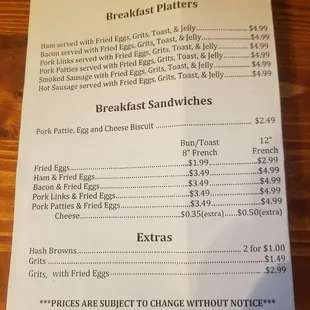 Breakfast Platters
Ham served with Fried Eggs, Grits, Toast, & Jelly..............$4.99
Bacon served with Fried Eggs, Grits, Toast, & Jelly..............$4.99
Pork Links served with Fried Eggs, Grits, Toast, & Jelly..............$4.99
Pork Patties served with Fried Eggs, Grits, Toast, & Jelly..............$4.99
Smoked Sausage with Fried Eggs, Grits, Toast, & Jelly..............$4.99
Hot Sausage served with Fried Eggs, Grits, Toast, & Jelly..............$4.99
Breakfast Sandwiches
Pork Pattie, Egg and Cheese Biscuit ..............$2.49
Bun/Toast 12"
8" French French
Fried Eggs..............$1.99..............$2.99
Ham & Fried Eggs..............$3.49..............$4.99
Bacon & Fried Eggs..............$3.49..............$4.99
Pork Links & Fried Eggs..............$3.49..............$4.99
Pork Patties & Fried Eggs..............$3.49..............$4.99
Cheese..............$0.35(extra)......$0.50(extra)
Extras
Hash Browns..............2 for $1.00
Grits..............$1.49
Grits, with Fried Eggs..............$2.99
***PRICES ARE SUBJECT TO CHANGE WITHOUT NOTICE***